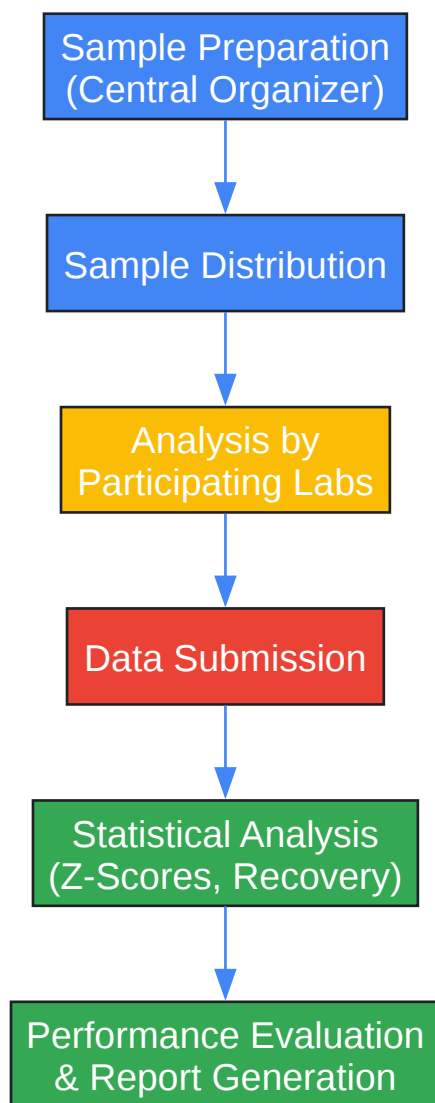 Sample Preparation
(Central Organizer)
Sample Distribution
Analysis by
Participating Labs
Data Submission
Statistical Analysis
(Z-Scores, Recovery)
Performance Evaluation
& Report Generation